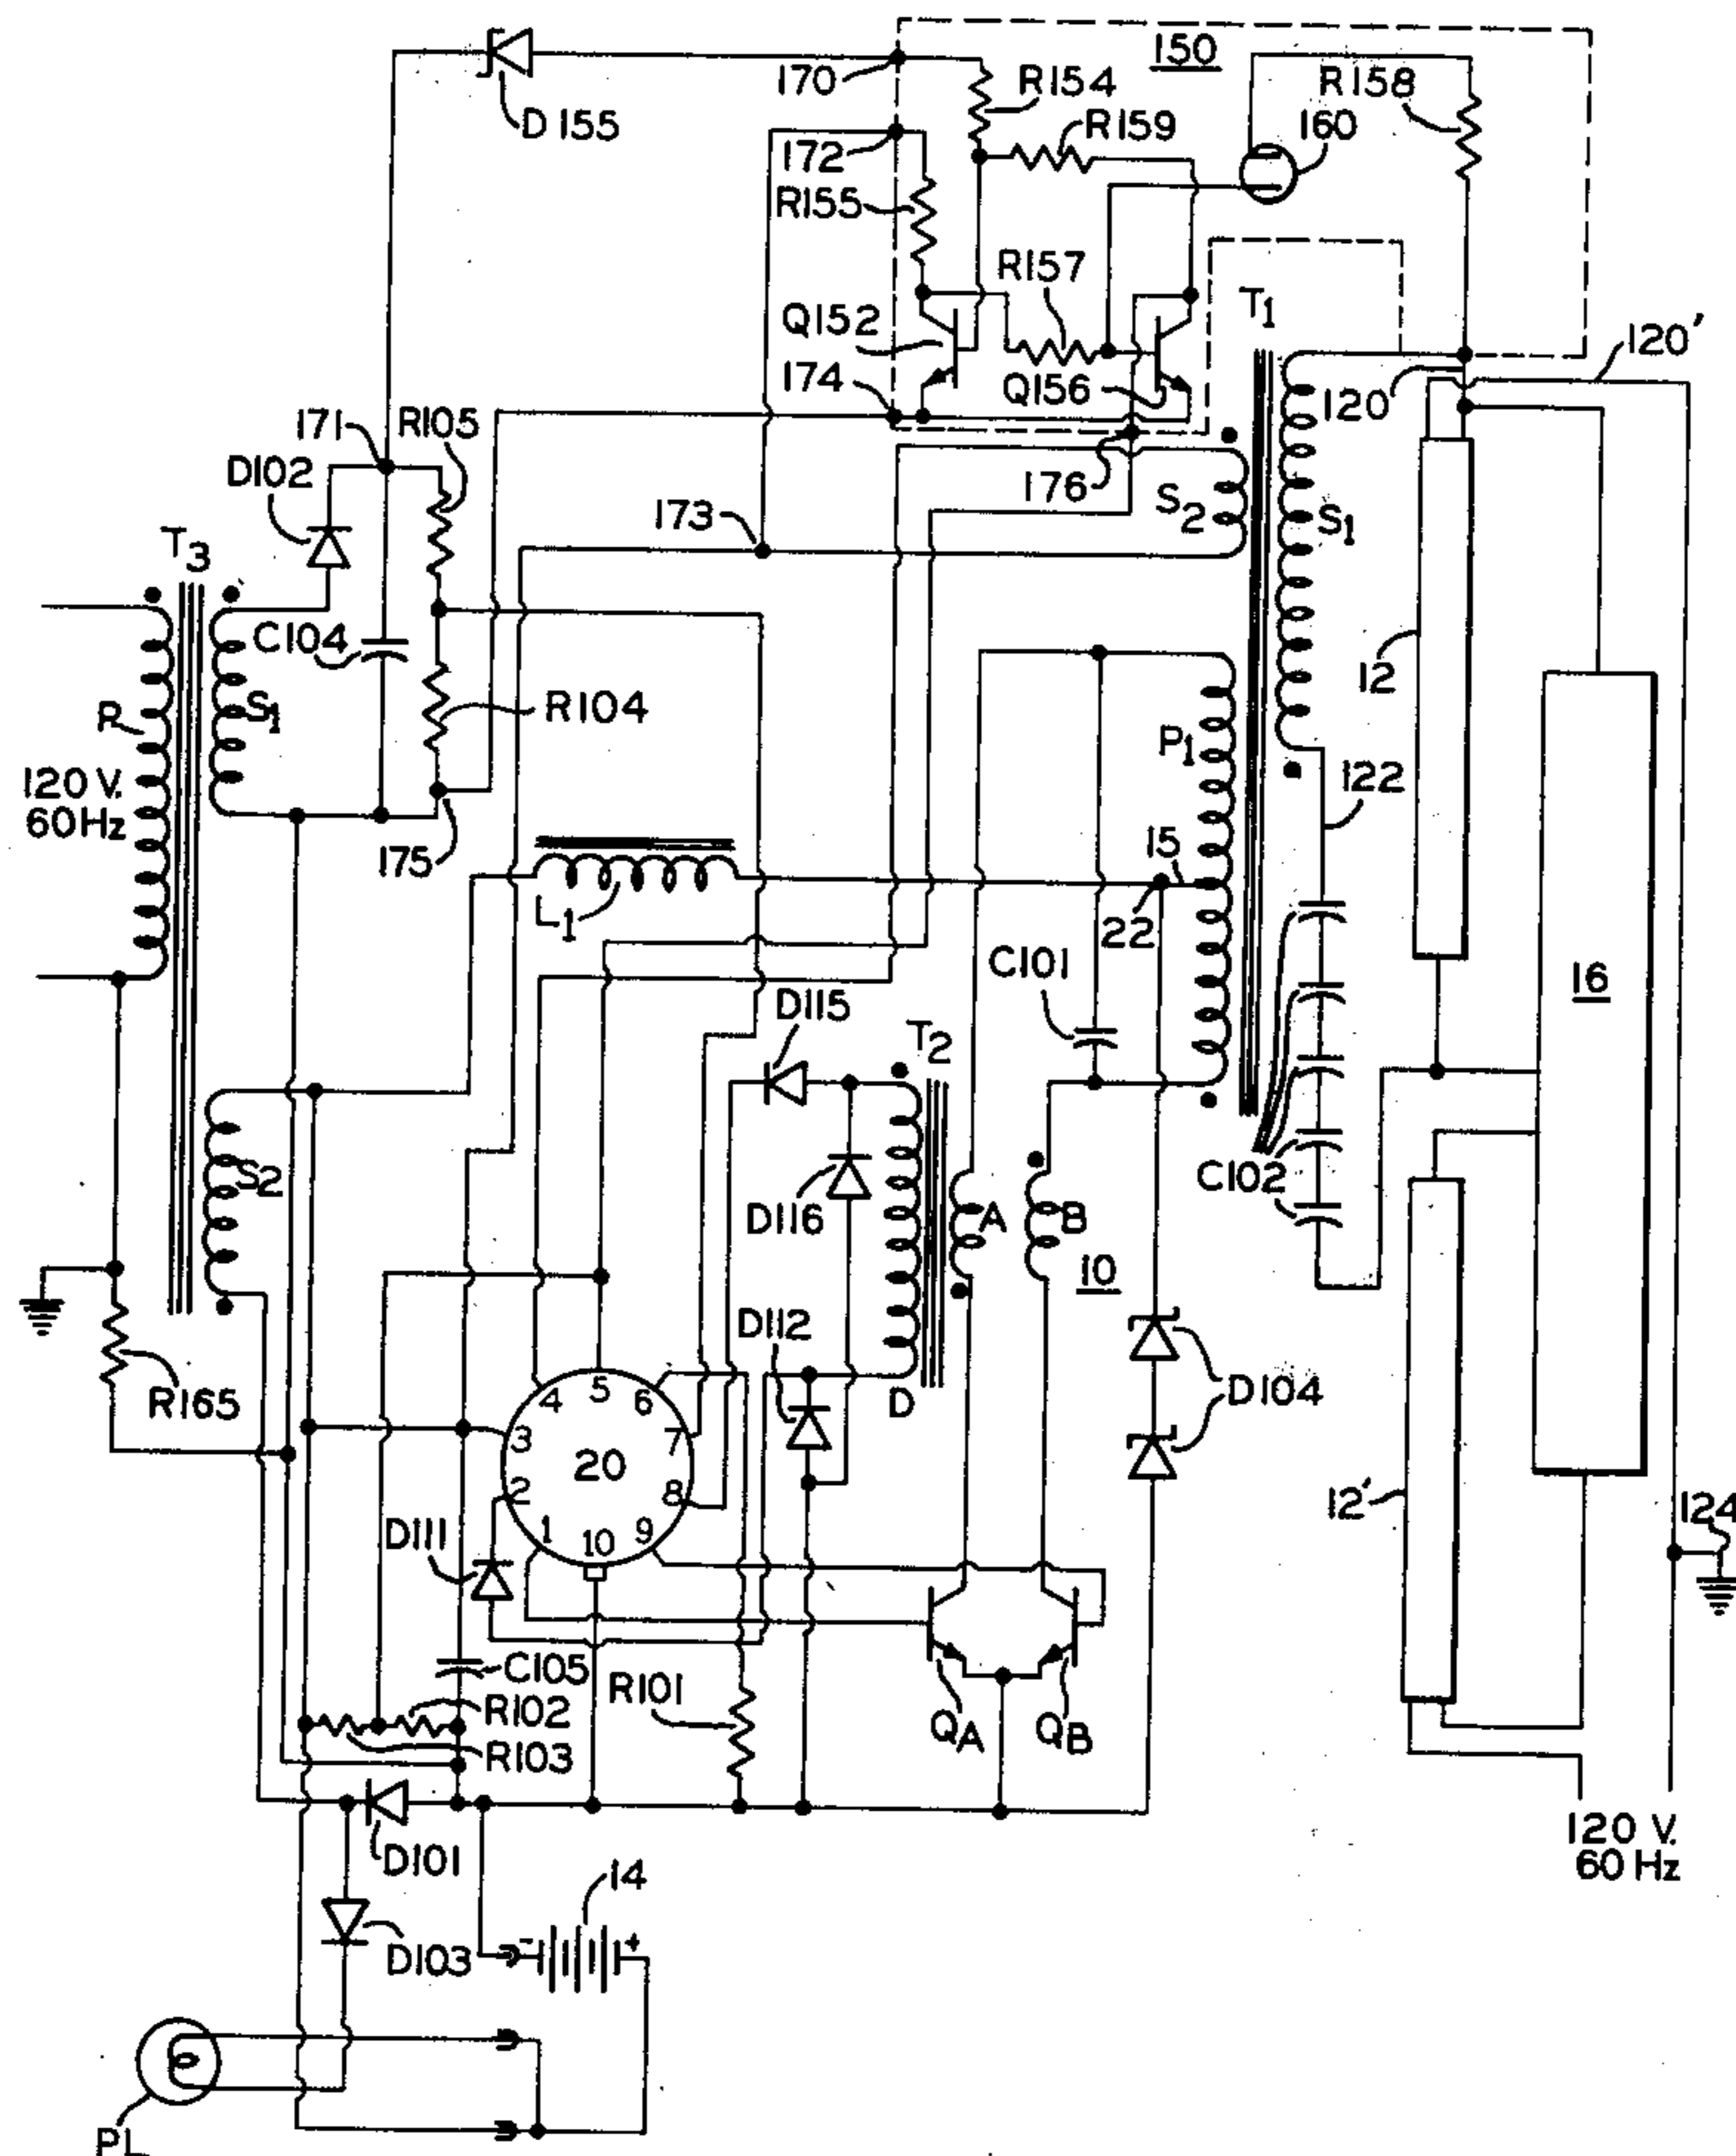 150
170
R154
R158
D155
R159
160
172
R155
R157
T1
Q152
120'
174
Q156
120
171
R105
D102
176
S2
S1
173
T3
12
C104
R104
S1
P1
122
120 V.
60 Hz
175
15
L1
22
C101
16
D115
T2
S2
C102
D116
A
B
10
D112
D104
R165
4
5
6
D
3
7
20
2
8
12'
124
D111
1
10
9
C105
R101
R102
QA
QB
R103
120 V.
60 Hz
D101
14
-
+
D103
PL